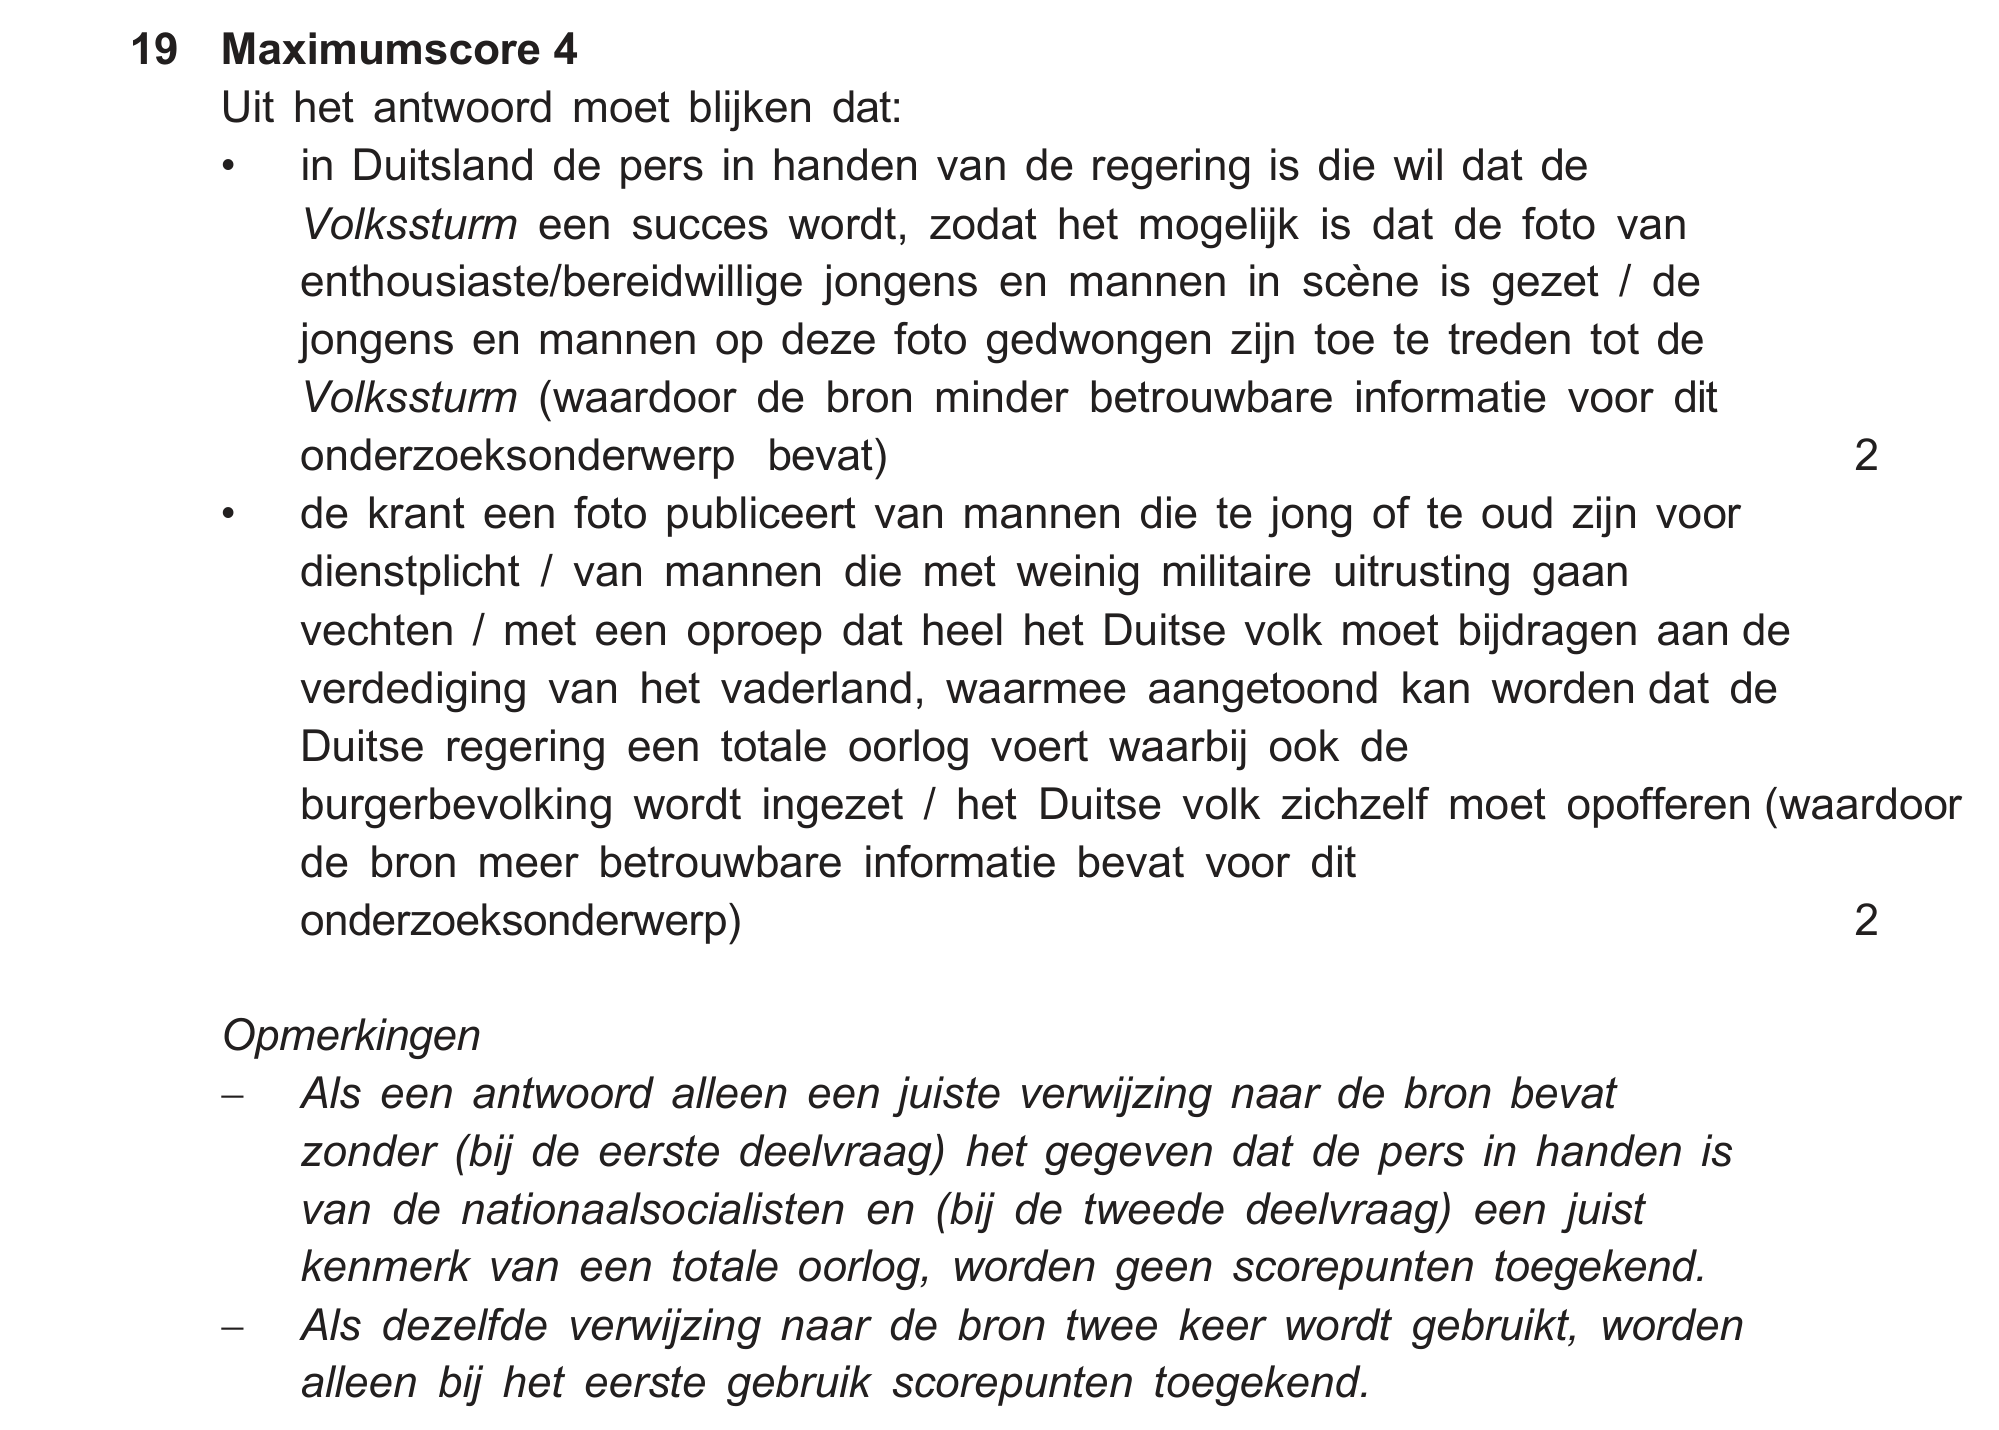 19 Maximumscore 4
Uit het antwoord moet blijken dat:
• in Duitsland de pers in handen van de regering is die wil dat de
Volkssturm een succes wordt, zodat het mogelijk is dat de foto van
enthousiaste/bereidwillige jongens en mannen in scène is gezet / de
jongens en mannen op deze foto gedwongen zijn toe te treden tot de
Volkssturm (waardoor de bron minder betrouwbare informatie voor dit
onderzoeksonderwerp bevat) 2
• de krant een foto publiceert van mannen die te jong of te oud zijn voor
dienstplicht / van mannen die met weinig militaire uitrusting gaan
vechten / met een oproep dat heel het Duitse volk moet bijdragen aan de
verdediging van het vaderland, waarmee aangetoond kan worden dat de
Duitse regering een totale oorlog voert waarbij ook de
burgerbevolking wordt ingezet / het Duitse volk zichzelf moet opofferen (waardoor
de bron meer betrouwbare informatie bevat voor dit
onderzoeksonderwerp) 2
Opmerkingen
– Als een antwoord alleen een juiste verwijzing naar de bron bevat
zonder (bij de eerste deelvraag) het gegeven dat de pers in handen is
van de nationaalsocialisten en (bij de tweede deelvraag) een juist
kenmerk van een totale oorlog, worden geen scorepunten toegekend.
– Als dezelfde verwijzing naar de bron twee keer wordt gebruikt, worden
alleen bij het eerste gebruik scorepunten toegekend.